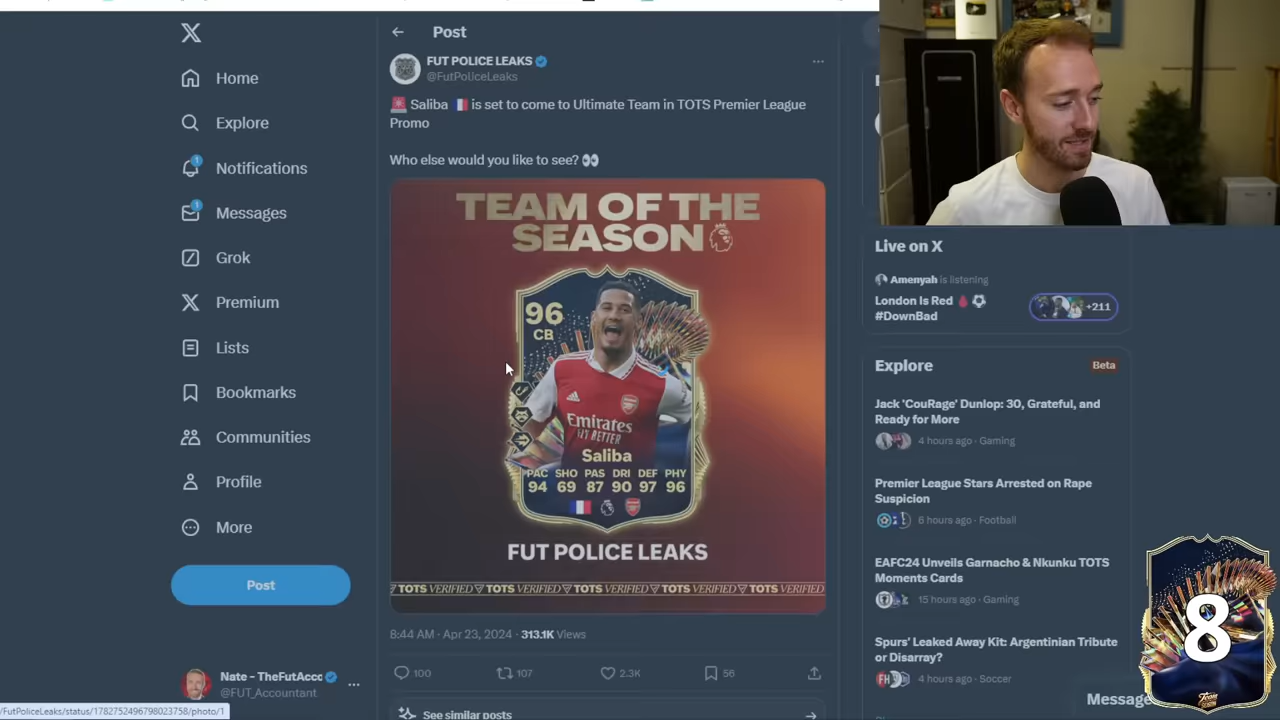 Post
FUT POLICE LEAKS
@FutPoliceLeaks
🚨 Saliba 🇫🇷 is set to come to Ultimate Team in TOTS Premier League
Promo
Who else would you like to see? 👀
TEAM OF THE
SEASON
96
CB
Emirates
FLY BETTER
Saliba
PAC SHO PAS DRI DEF PHY
94 69 87 90 97 96
FUT POLICE LEAKS
TOTS VERIFIED TOTS VERIFIED TOTS VERIFIED TOTS VERIFIED TOTS VERIFIED
8:44 AM · Apr 23, 2024 · 313.1K Views
100 107 2.3K 56
See similar posts
Home
Explore
1
Notifications
1
Messages
Grok
Premium
Lists
Bookmarks
Communities
Profile
More
Post
Nate - TheFutAcc
@FUT_Accountant
/FutPoliceLeaks/status/1782752496798023758/photo/1
Live on X
Amenyah is listening
London Is Red
#DownBad
+211
Explore
Beta
Jack 'CouRage' Dunlop: 30, Grateful, and
Ready for More
4 hours ago · Gaming
Premier League Stars Arrested on Rape
Suspicion
6 hours ago · Football
EAFC24 Unveils Garnacho & Nkunku TOTS
Moments Cards
15 hours ago · Gaming
Spurs' Leaked Away Kit: Argentinian Tribute
or Disarray?
4 hours ago · Soccer
Message
8